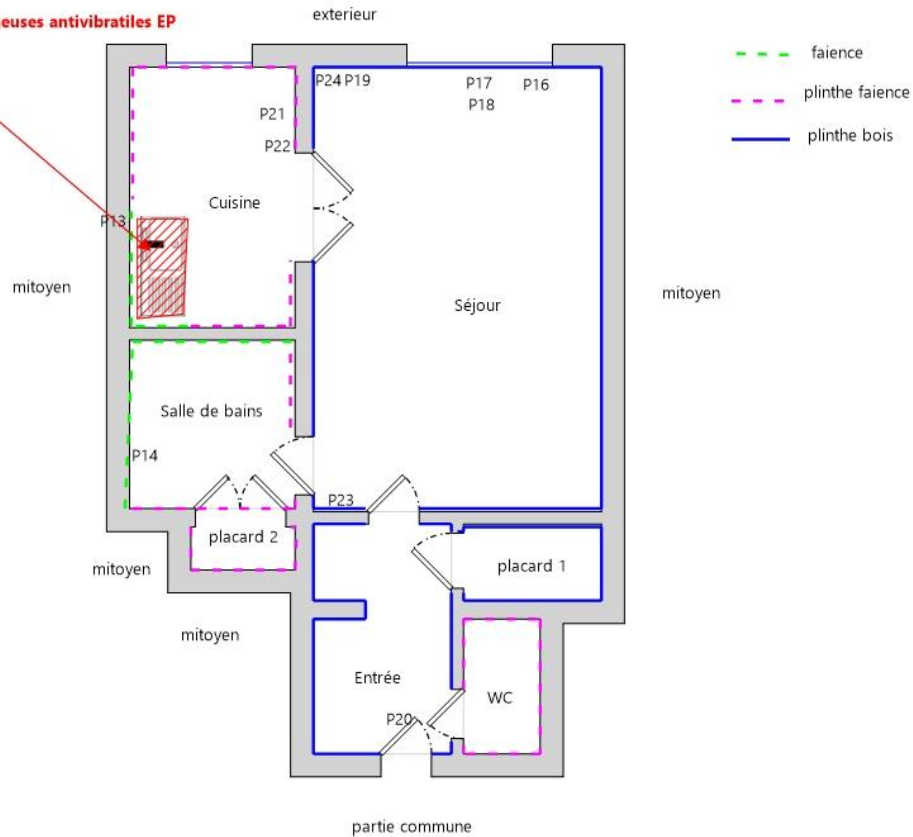 exterieur
euses antivibratiles EP
faience
plinthe faience
plinthe bois
P24 P19
P17
P16
P18
P21
P22
Cuisine
P13
mitoyen
Séjour
mitoyen
Salle de bains
P14
P23
placard 2
placard 1
mitoyen
mitoyen
Entrée
WC
P20
partie commune